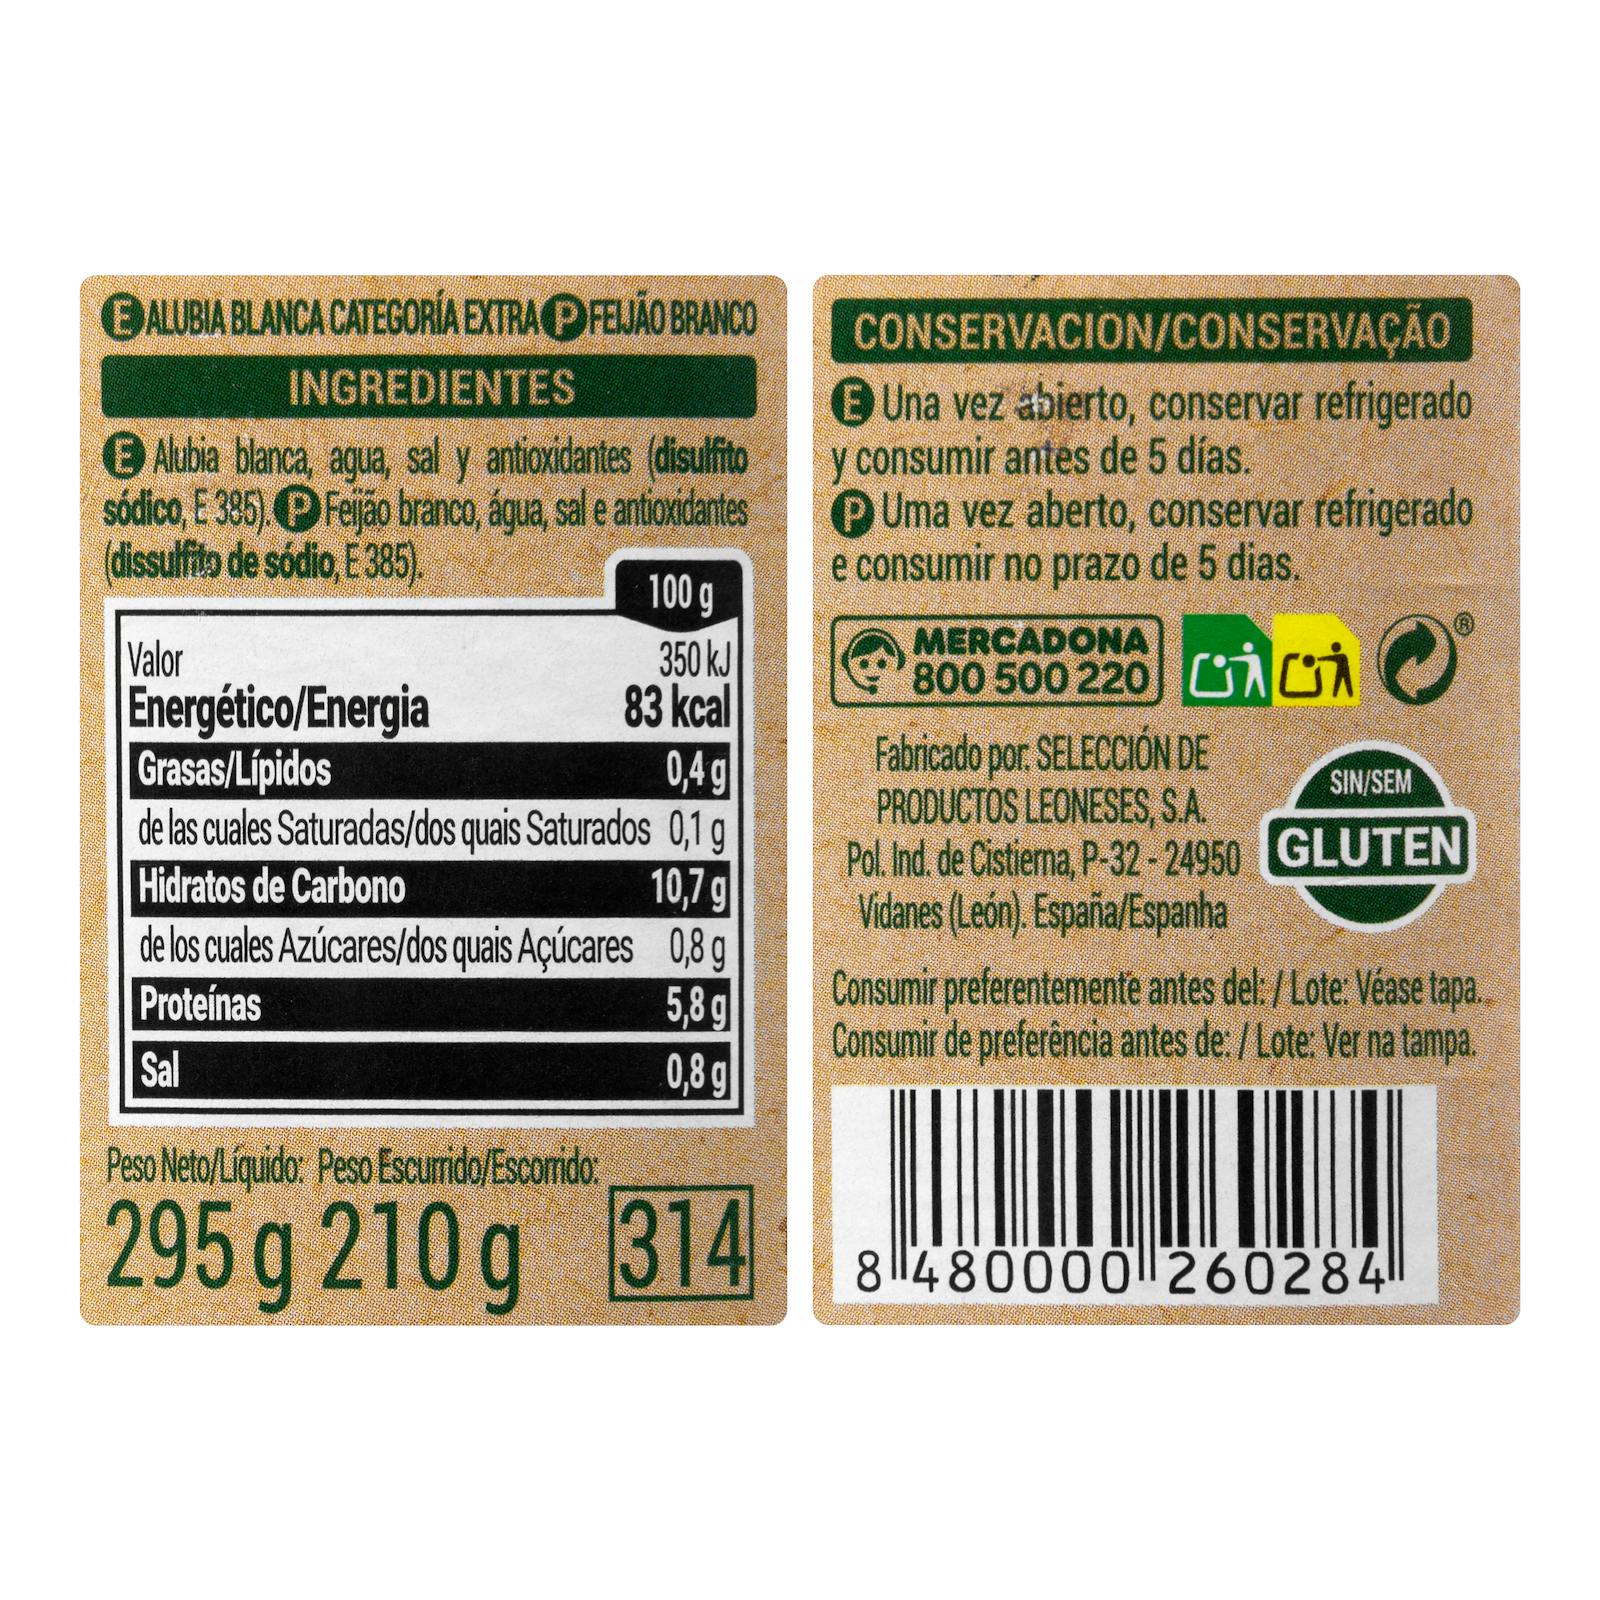 E ALUBIA BLANCA CATEGORÍA EXTRA P FEIJÃO BRANCO
INGREDIENTES
E Alubia blanca, agua, sal y antioxidantes (disulfito
sódico, E 385). P Feijão branco, água, sal e antioxidantes
(dissulfito de sódio, E 385).
100 g
Valor 350 kJ
Energético/Energia 83 kcal
Grasas/Lípidos 0,4 g
de las cuales Saturadas/dos quais Saturados 0,1 g
Hidratos de Carbono 10,7 g
de los cuales Azúcares/dos quais Açúcares 0,8 g
Proteínas 5,8 g
Sal 0,8 g
Peso Neto/Líquido: Peso Escurrido/Escorrido:
295 g 210 g 314
CONSERVACION/CONSERVAÇÃO
E Una vez abierto, conservar refrigerado
y consumir antes de 5 días.
P Uma vez aberto, conservar refrigerado
e consumir no prazo de 5 dias.
MERCADONA
800 500 220
®
Fabricado por: SELECCIÓN DE
PRODUCTOS LEONESES, S.A.
Pol. Ind. de Cistierna, P-32 - 24950
Vidanes (León). España/Espanha
SIN/SEM
GLUTEN
Consumir preferentemente antes del: / Lote: Véase tapa.
Consumir de preferência antes de: / Lote: Ver na tampa.
8 480000 260284